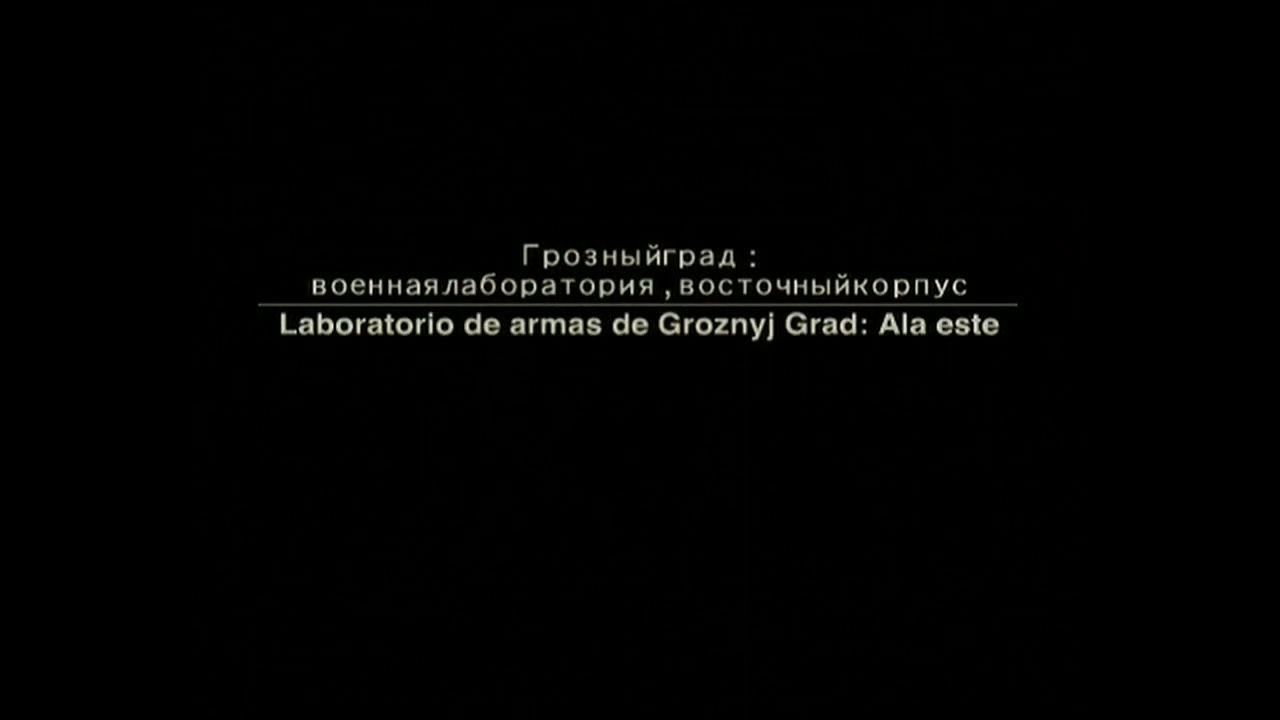 Грозныйград :
военнаялаборатория , восточныйкорпус
Laboratorio de armas de Groznyj Grad: Ala este